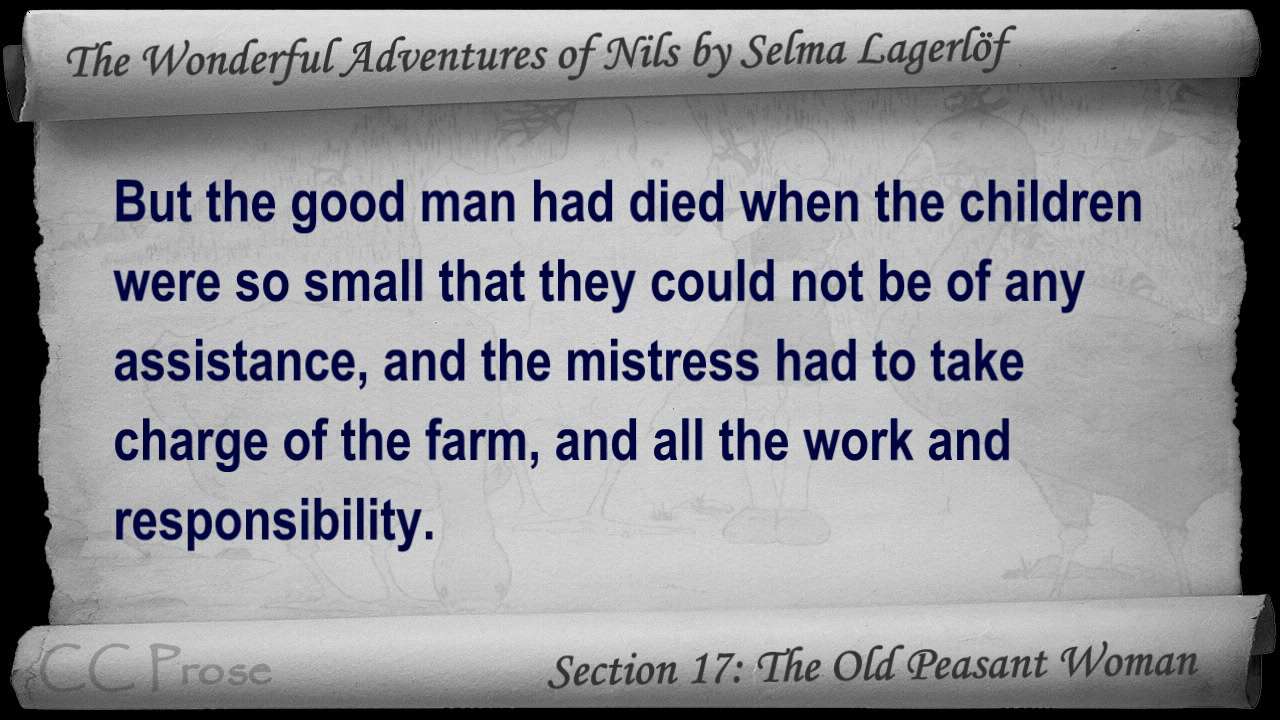 The Wonderful Adventures of Nils by Selma Lagerlöf
But the good man had died when the children
were so small that they could not be of any
assistance, and the mistress had to take
charge of the farm, and all the work and
responsibility.
CC Prose
Section 17: The Old Peasant Woman